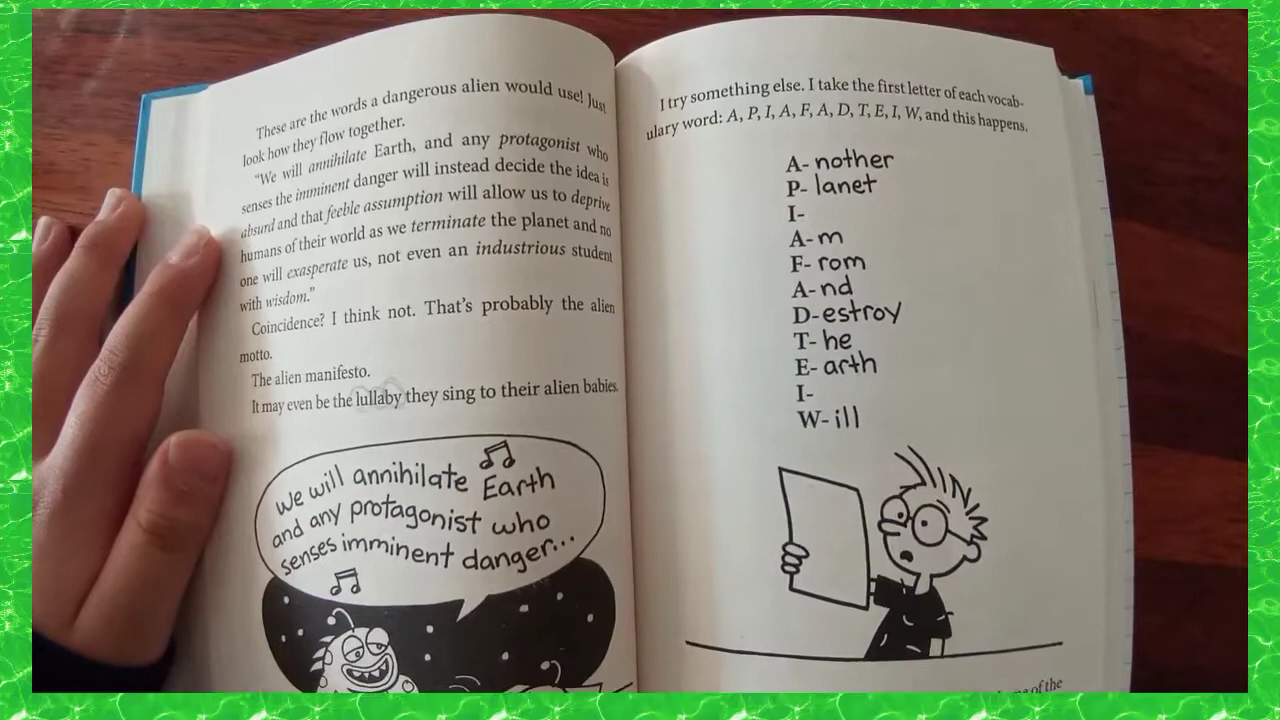 These are the words a dangerous alien would use! Just
look how they flow together.
"We will annihilate Earth, and any protagonist who
senses the imminent danger will instead decide the idea is
absurd and that feeble assumption will allow us to deprive
humans of their world as we terminate the planet and no
one will exasperate us, not even an industrious student
with wisdom."
Coincidence? I think not. That's probably the alien
motto.
The alien manifesto.
It may even be the lullaby they sing to their alien babies.
We will annihilate Earth
and any protagonist who
senses imminent danger...
I try something else. I take the first letter of each vocab-
ulary word: A, P, I, A, F, A, D, T, E, I, W, and this happens.
A- nother
P- lanet
I-
A- m
F- rom
A- nd
D- estroy
T- he
E- arth
I-
W- ill
of the